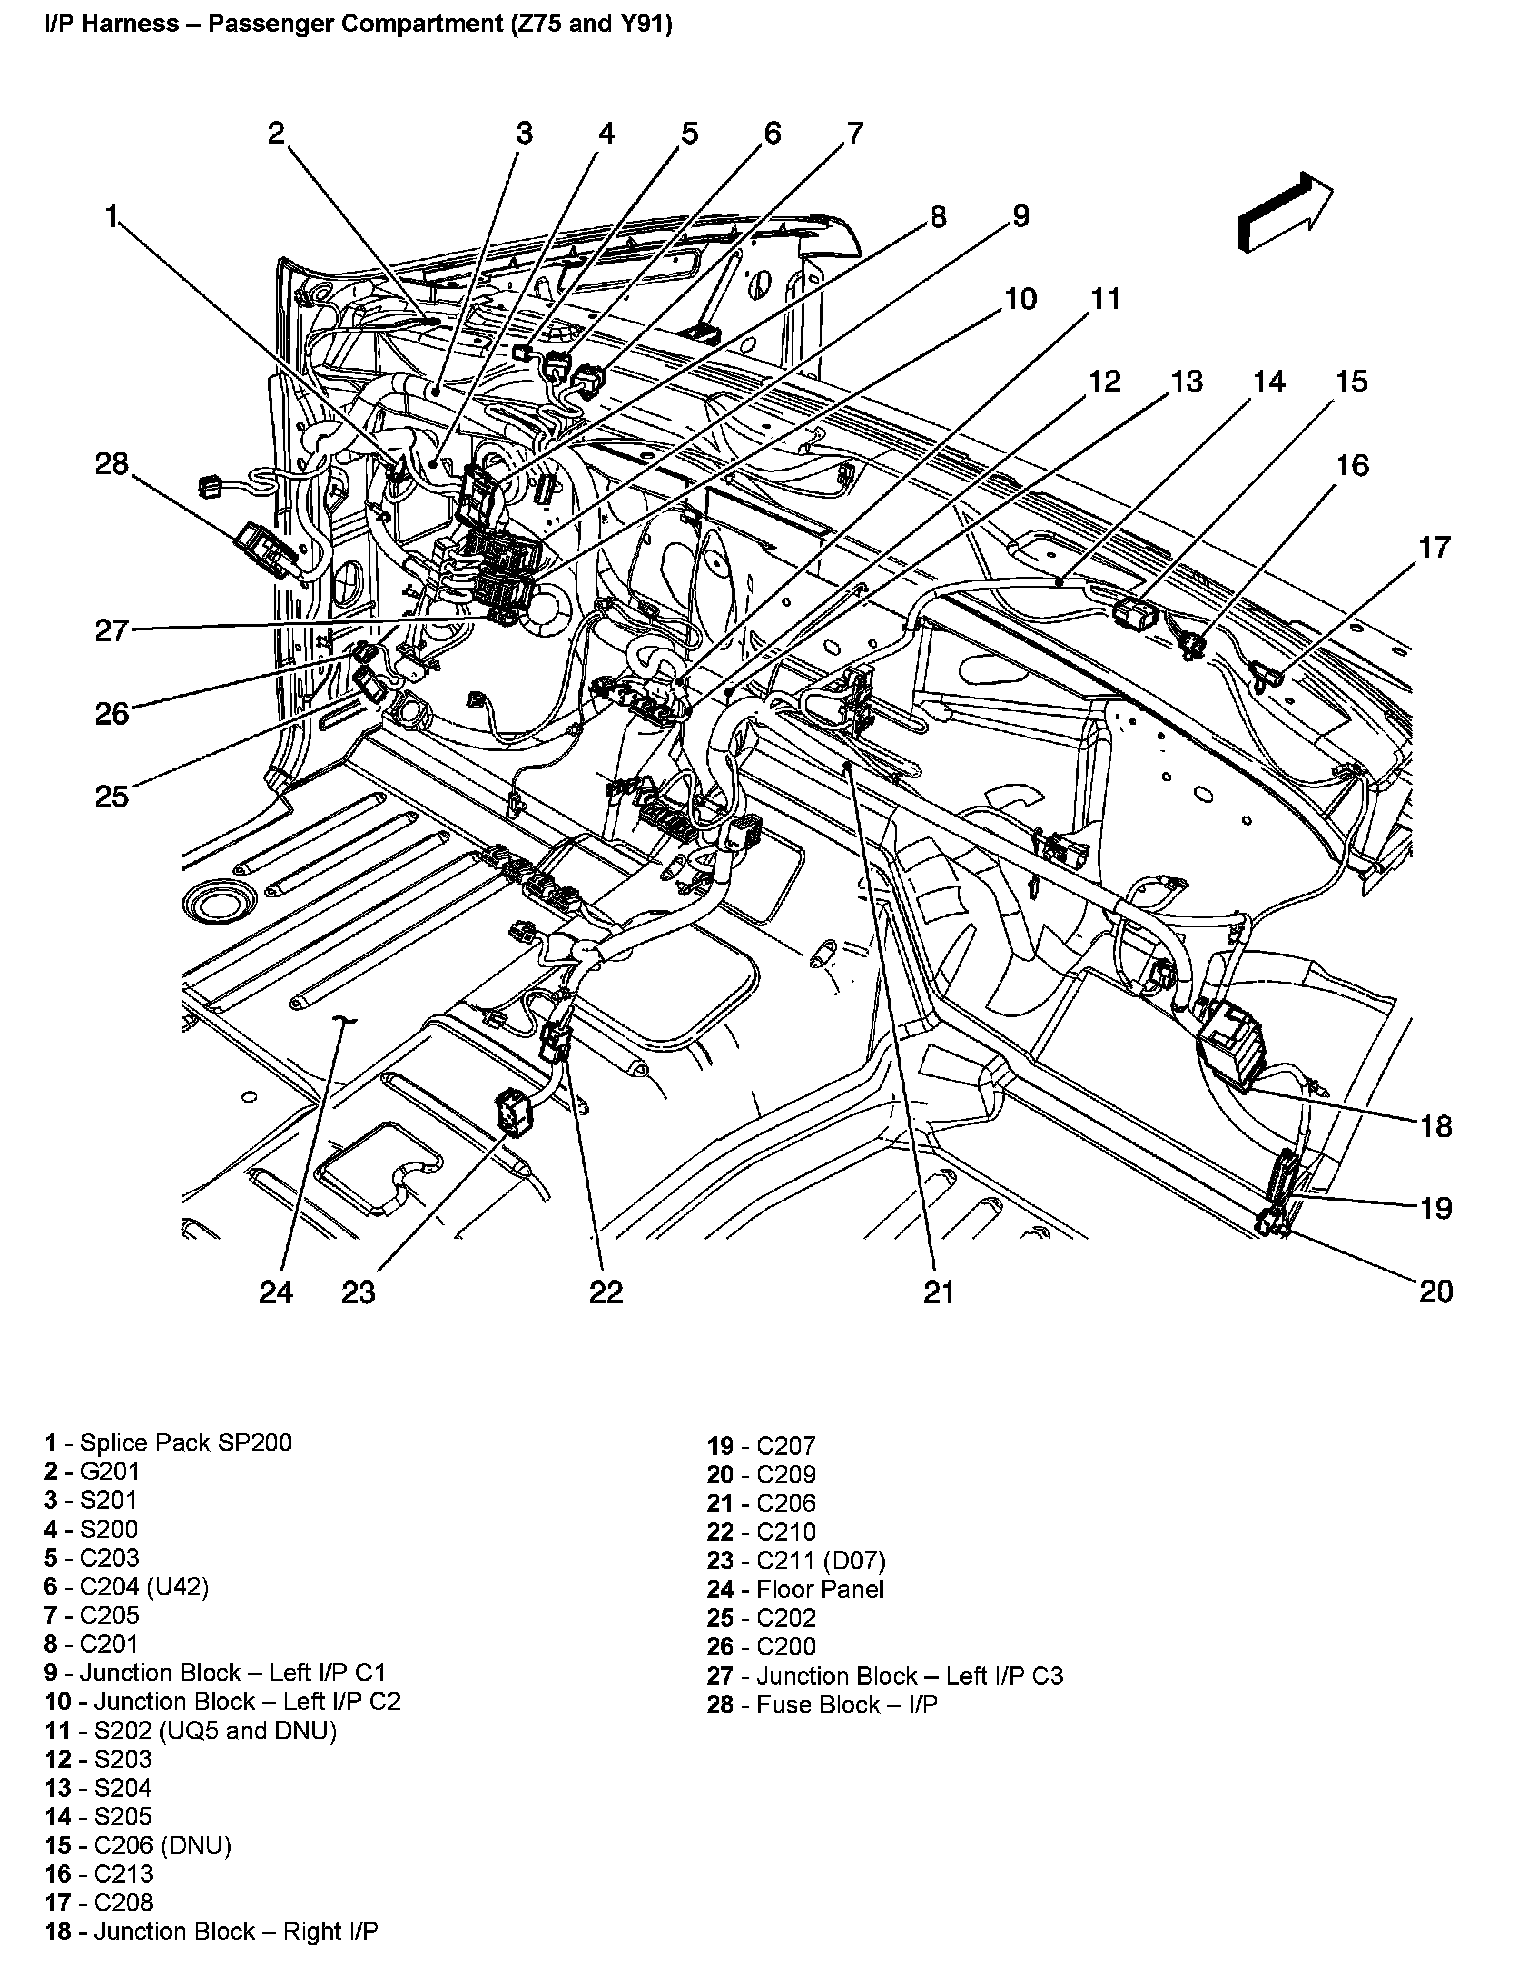 I/P Harness – Passenger Compartment (Z75 and Y91)
2
3
4
5
6
7
1
8
9
10
11
12
13
14
15
28
16
17
27
26
25
18
19
24
23
22
21
20
1 - Splice Pack SP200
2 - G201
3 - S201
4 - S200
5 - C203
6 - C204 (U42)
7 - C205
8 - C201
9 - Junction Block – Left I/P C1
10 - Junction Block – Left I/P C2
11 - S202 (UQ5 and DNU)
12 - S203
13 - S204
14 - S205
15 - C206 (DNU)
16 - C213
17 - C208
18 - Junction Block – Right I/P
19 - C207
20 - C209
21 - C206
22 - C210
23 - C211 (D07)
24 - Floor Panel
25 - C202
26 - C200
27 - Junction Block – Left I/P C3
28 - Fuse Block – I/P